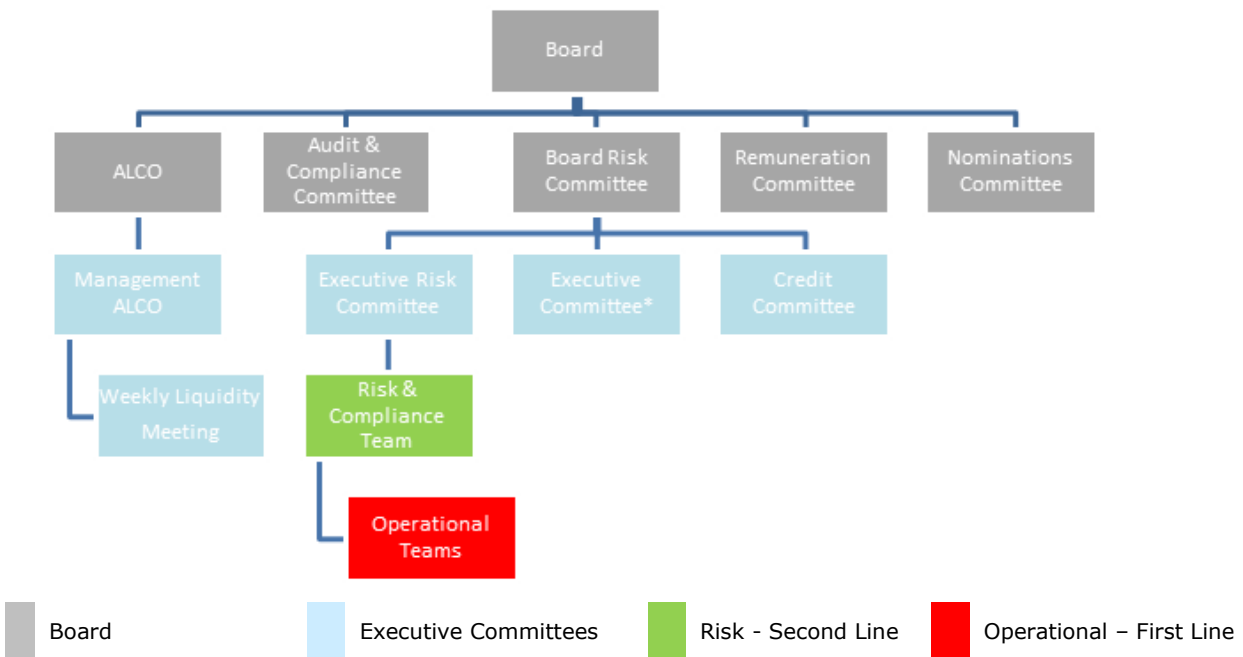 Board
ALCO
Audit &
Compliance
Committee
Board Risk
Committee
Remuneration
Committee
Nominations
Committee
Management
ALCO
Executive Risk
Committee
Executive
Committee*
Credit
Committee
Weekly Liquidity
Meeting
Risk &
Compliance
Team
Operational
Teams
Board
Executive Committees
Risk - Second Line
Operational – First Line